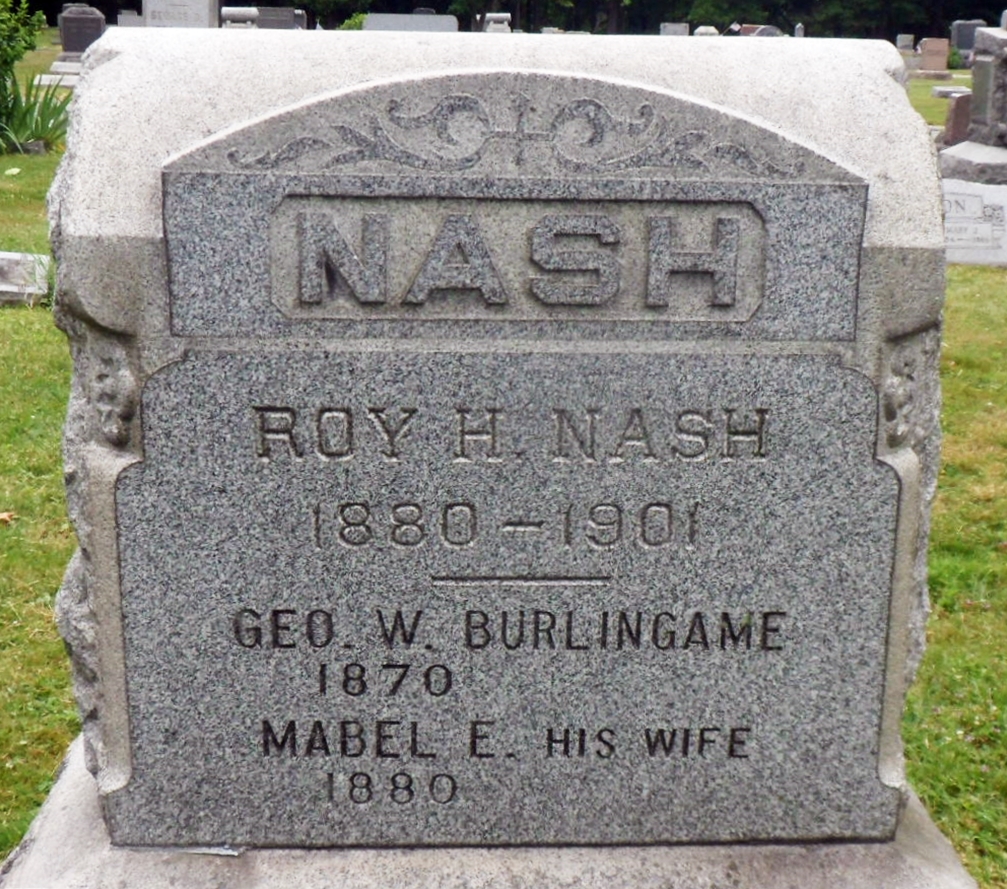 NASH
ROY H. NASH
1880 – 1901
GEO. W. BURLINGAME
1870
MABEL E. HIS WIFE
1880